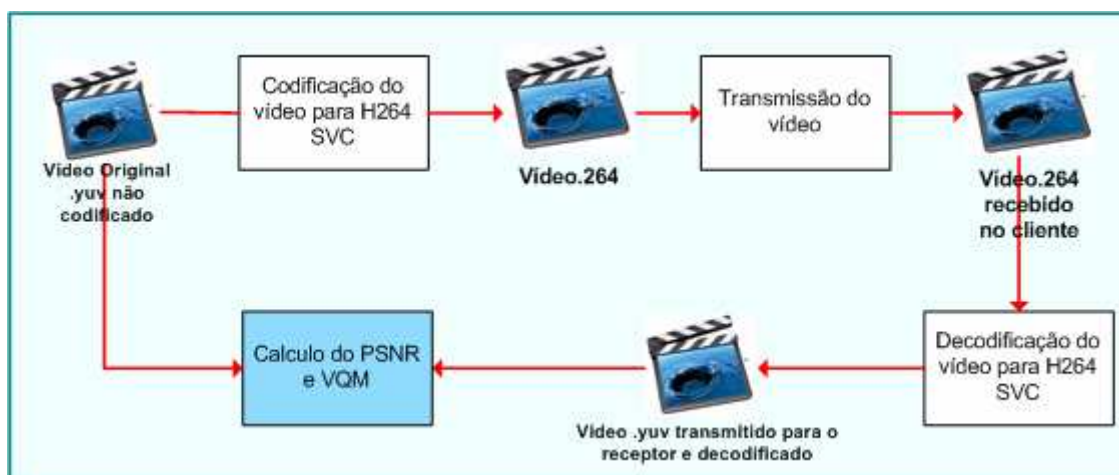 Codificação do
vídeo para H264
SVC
Transmissão do
vídeo
Vídeo Original
.yuv não
codificado
Vídeo.264
Vídeo.264
recebido
no cliente
Calculo do PSNR
e VQM
Decodificação do
vídeo para H264
SVC
Vídeo .yuv transmitido para o
receptor e decodificado